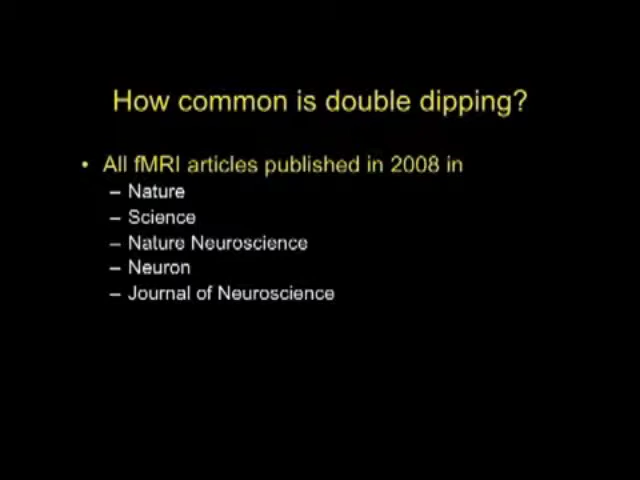 How common is double dipping?
• All fMRI articles published in 2008 in
– Nature
– Science
– Nature Neuroscience
– Neuron
– Journal of Neuroscience